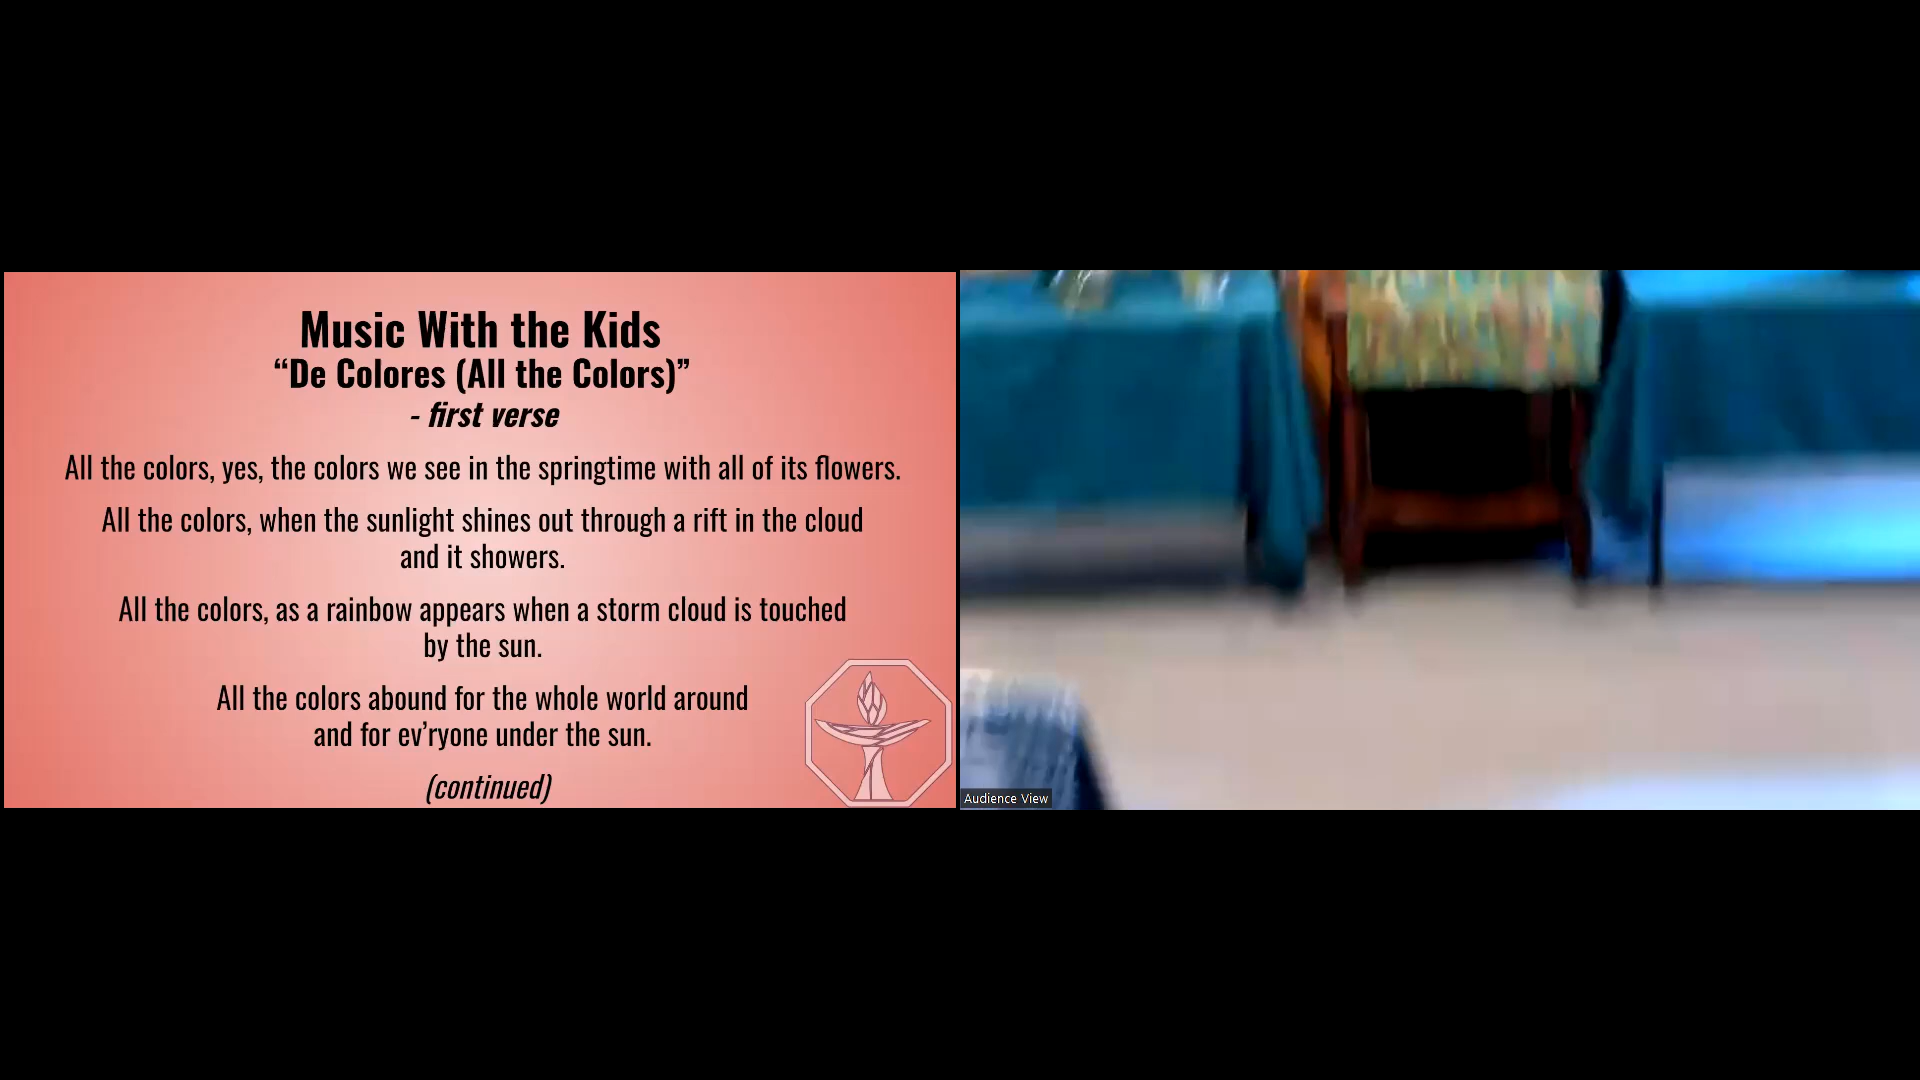 Music With the Kids
“De Colores (All the Colors)”
- first verse
All the colors, yes, the colors we see in the springtime with all of its flowers.
All the colors, when the sunlight shines out through a rift in the cloud
and it showers.
All the colors, as a rainbow appears when a storm cloud is touched
by the sun.
All the colors abound for the whole world around
and for ev’ryone under the sun.
(continued)
Audience View